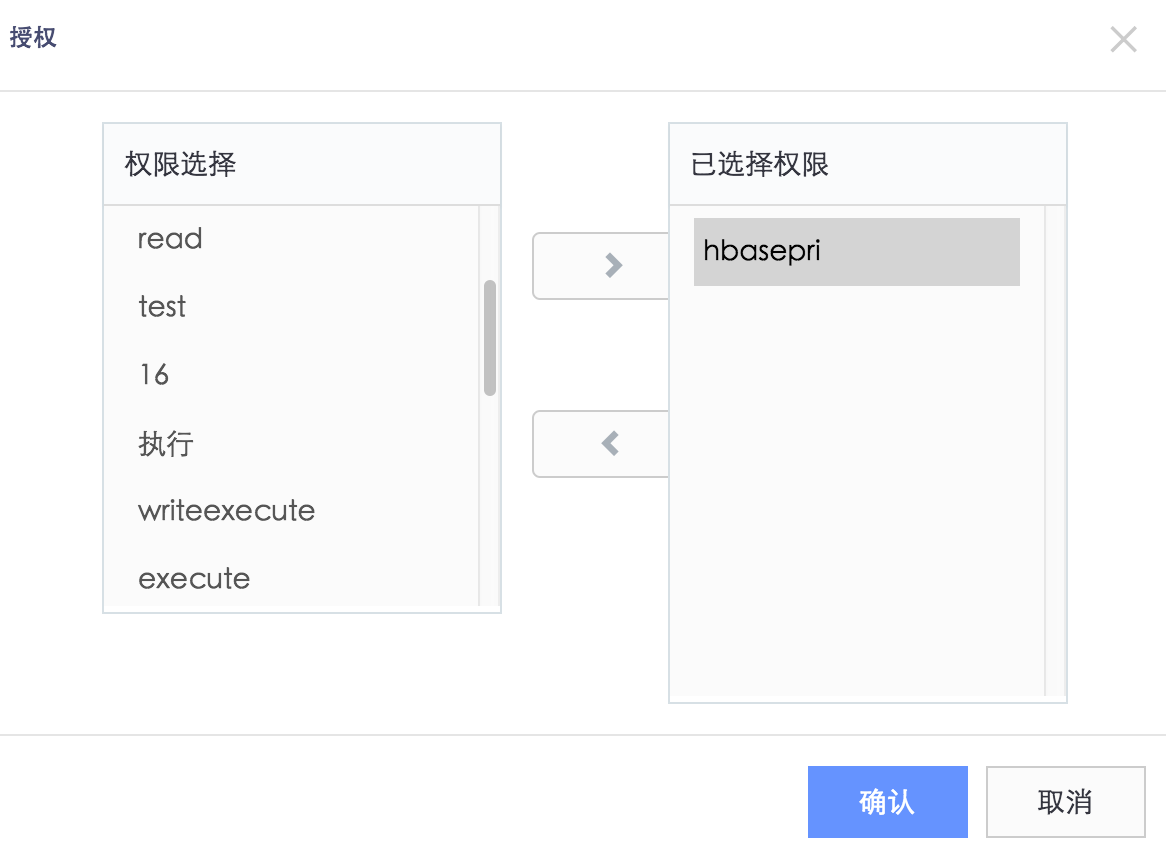 授权
权限选择
read
test
16
执行
writeexecute
execute
已选择权限
hbasepri
确认
取消